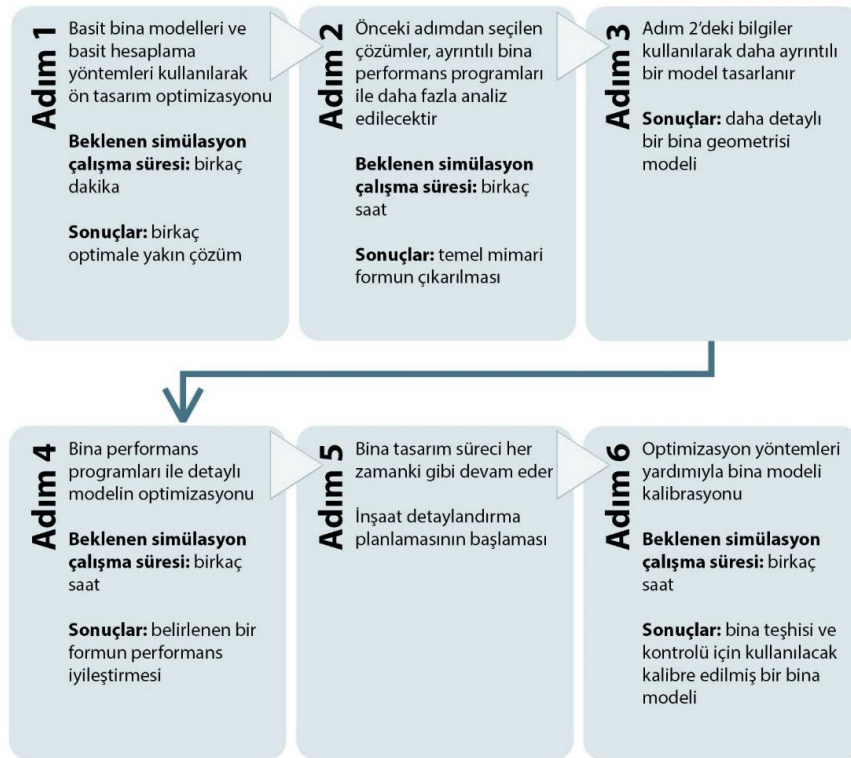 Adım 1
Basit bina modelleri ve
basit hesaplama
yöntemleri kullanılarak
ön tasarım optimizasyonu
Beklenen simülasyon
çalışma süresi: birkaç
dakika
Sonuçlar: birkaç
optimale yakın çözüm
Adım 2
Önceki adımdan seçilen
çözümler, ayrıntılı bina
performans programları
ile daha fazla analiz
edilecektir
Beklenen simülasyon
çalışma süresi: birkaç
saat
Sonuçlar: temel mimari
formun çıkarılması
Adım 3
Adım 2'deki bilgiler
kullanılarak daha ayrıntılı
bir model tasarlanır
Sonuçlar: daha detaylı
bir bina geometrisi
modeli
Adım 4
Bina performans
programları ile detaylı
modelin optimizasyonu
Beklenen simülasyon
çalışma süresi: birkaç
saat
Sonuçlar: belirlenen bir
formun performans
iyileştirmesi
Adım 5
Bina tasarım süreci her
zamanki gibi devam eder
İnşaat detaylandırma
planlamasının başlaması
Adım 6
Optimizasyon yöntemleri
yardımıyla bina modeli
kalibrasyonu
Beklenen simülasyon
çalışma süresi: birkaç
saat
Sonuçlar: bina teşhisi ve
kontrolü için kullanılacak
kalibre edilmiş bir bina
modeli